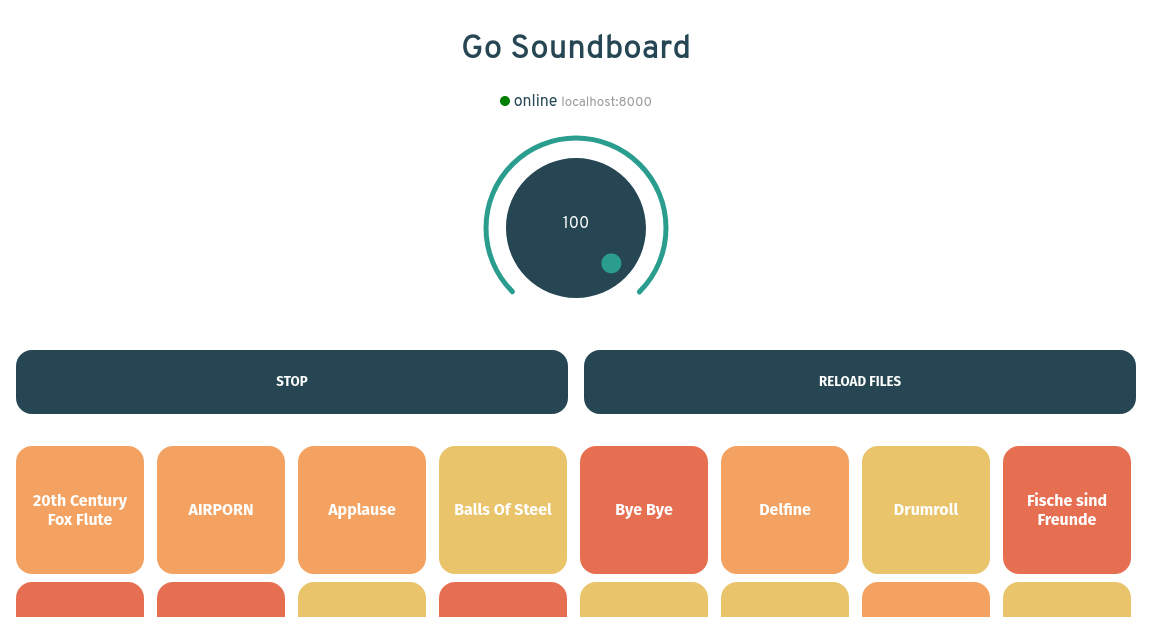 Go Soundboard
online localhost:8000
100
STOP
RELOAD FILES
20th Century
Fox Flute
AIRPORN
Applause
Balls Of Steel
Bye Bye
Delfine
Drumroll
Fische sind
Freunde